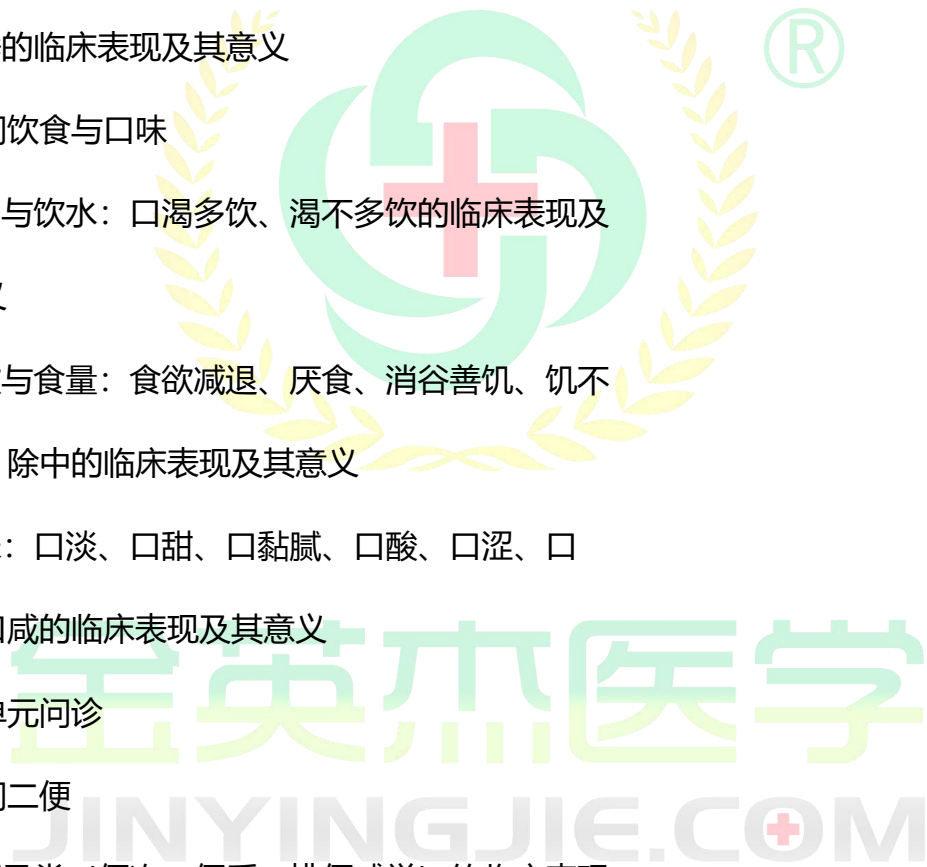 的临床表现及其意义
®
饮食与口味
与饮水：口渴多饮、渴不多饮的临床表现及
与食量：食欲减退、厌食、消谷善饥、饥不
除中的临床表现及其意义
：口淡、口甜、口黏腻、口酸、口涩、口
咸的临床表现及其意义
金英杰医学
单元问诊
问二便
JINYINGJIE.COM